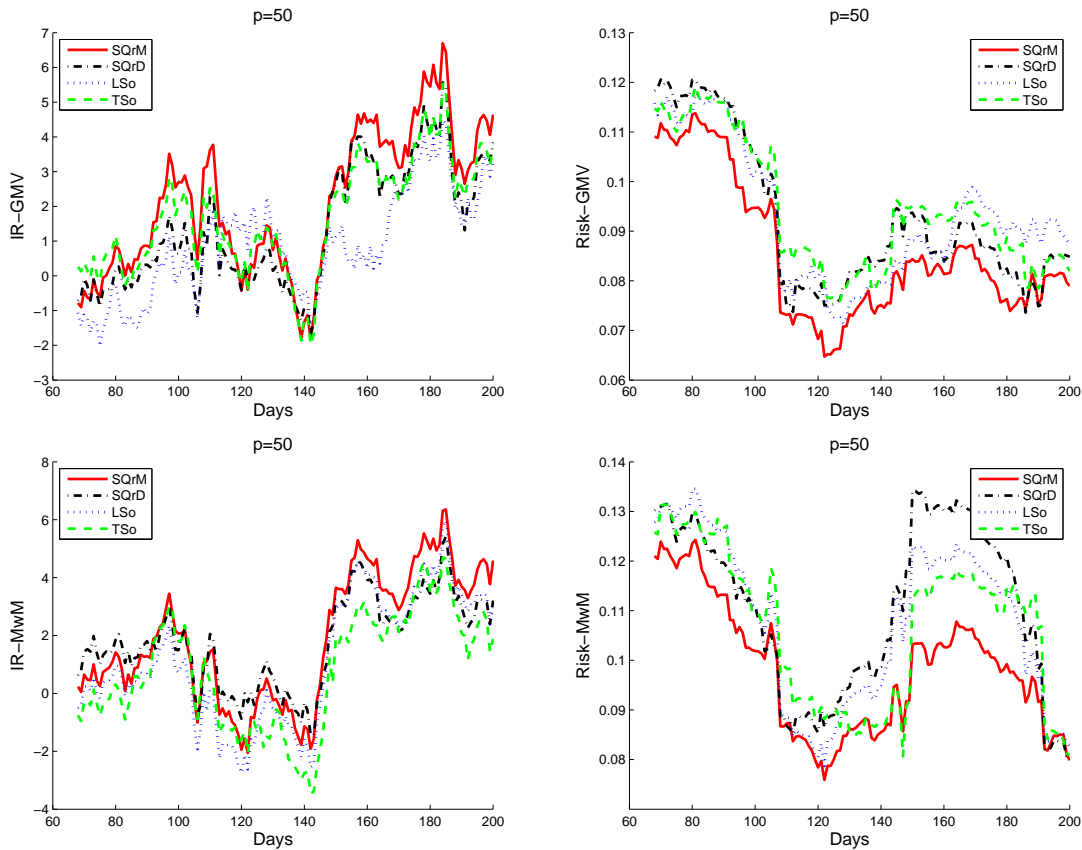 p=50
7
6
5
4
3
2
1
0
−1
−2
−3
IR−GMV
SQrM
SQrD
LSo
TSo
60 80 100 120 140 160 180 200
Days
p=50
0.13
0.12
0.11
0.1
0.09
0.08
0.07
0.06
Risk−GMV
SQrM
SQrD
LSo
TSo
60 80 100 120 140 160 180 200
Days
p=50
8
6
4
2
0
−2
−4
IR−MwM
SQrM
SQrD
LSo
TSo
60 80 100 120 140 160 180 200
Days
p=50
0.14
0.13
0.12
0.11
0.1
0.09
0.08
Risk−MwM
SQrM
SQrD
LSo
TSo
60 80 100 120 140 160 180 200
Days